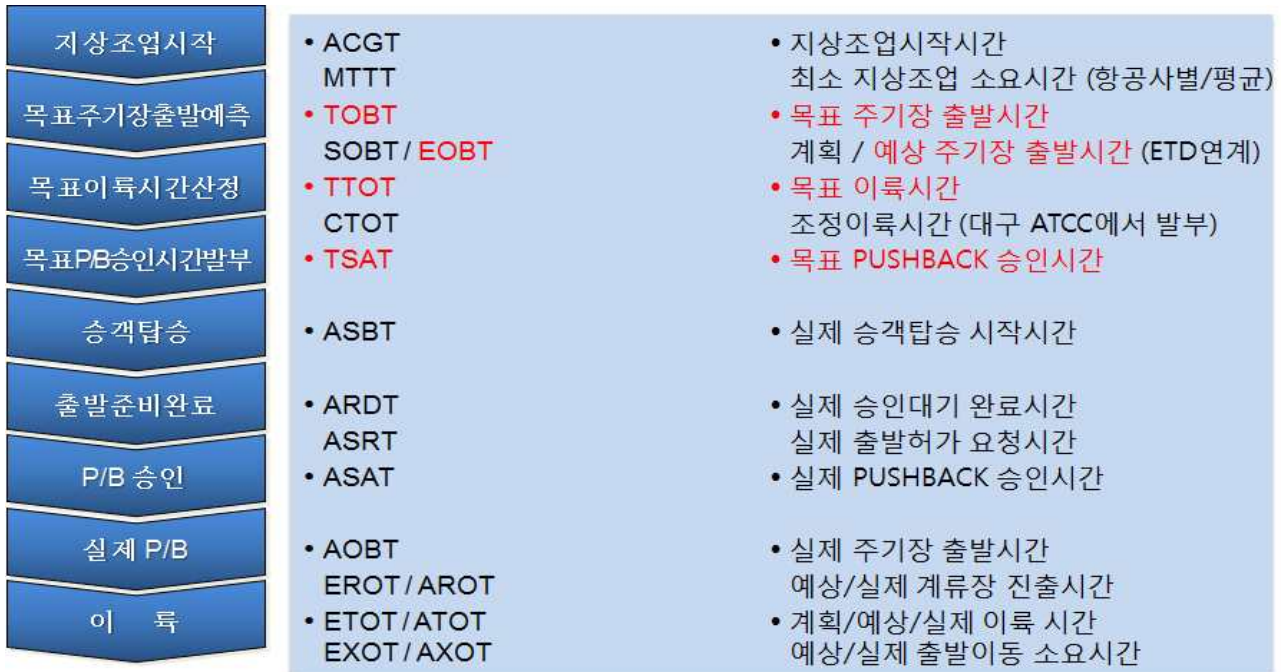 지상조업시작
• ACGT
• 지상조업시작시간
MTTT
최소 지상조업 소요시간 (항공사별/평균)
목표주기장출발예측
• TOBT
• 목표 주기장 출발시간
SOBT / EOBT
계획 / 예상 주기장 출발시간 (ETD연계)
목표이륙시간산정
• TTOT
• 목표 이륙시간
CTOT
조정이륙시간 (대구 ATCC에서 발부)
목표P/B승인시간발부
• TSAT
• 목표 PUSHBACK 승인시간
승객탑승
• ASBT
• 실제 승객탑승 시작시간
출발준비완료
• ARDT
• 실제 승인대기 완료시간
ASRT
실제 출발허가 요청시간
P/B 승인
• ASAT
• 실제 PUSHBACK 승인시간
실제 P/B
• AOBT
• 실제 주기장 출발시간
EROT / AROT
예상/실제 계류장 진출시간
이 륙
• ETOT / ATOT
• 계획/예상/실제 이륙 시간
EXOT / AXOT
예상/실제 출발이동 소요시간